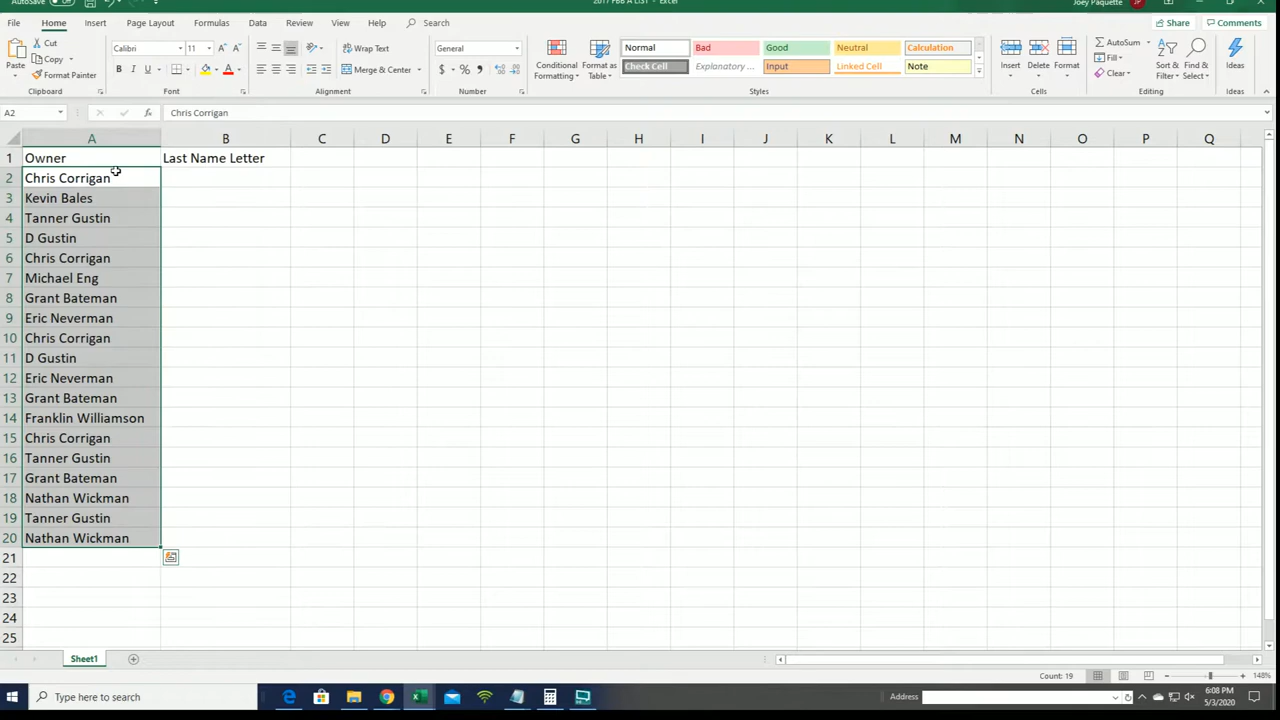 AutoSave Off
2017 FBB A LIST - Excel
Joey Paquette JP
File Home Insert Page Layout Formulas Data Review View Help Search Share Comments
Paste Cut Copy Format Painter
Calibri 11 Wrap Text General
B I U A Merge & Center $ % 9
Conditional Formatting Format as Table
Normal Bad Good Neutral Calculation
Check Cell Explanatory ... Input Linked Cell Note
Insert Delete Format
AutoSum Fill Clear
Sort & Filter Find & Select Ideas
Clipboard Font Alignment Number Styles Cells Editing Ideas
A2 fx Chris Corrigan
A B C D E F G H I J K L M N O P Q
1 Owner Last Name Letter
2 Chris Corrigan
3 Kevin Bales
4 Tanner Gustin
5 D Gustin
6 Chris Corrigan
7 Michael Eng
8 Grant Bateman
9 Eric Neverman
10 Chris Corrigan
11 D Gustin
12 Eric Neverman
13 Grant Bateman
14 Franklin Williamson
15 Chris Corrigan
16 Tanner Gustin
17 Grant Bateman
18 Nathan Wickman
19 Tanner Gustin
20 Nathan Wickman
21
22
23
24
25
Sheet1
Count: 19 148%
Type here to search Address 6:08 PM
5/3/2020